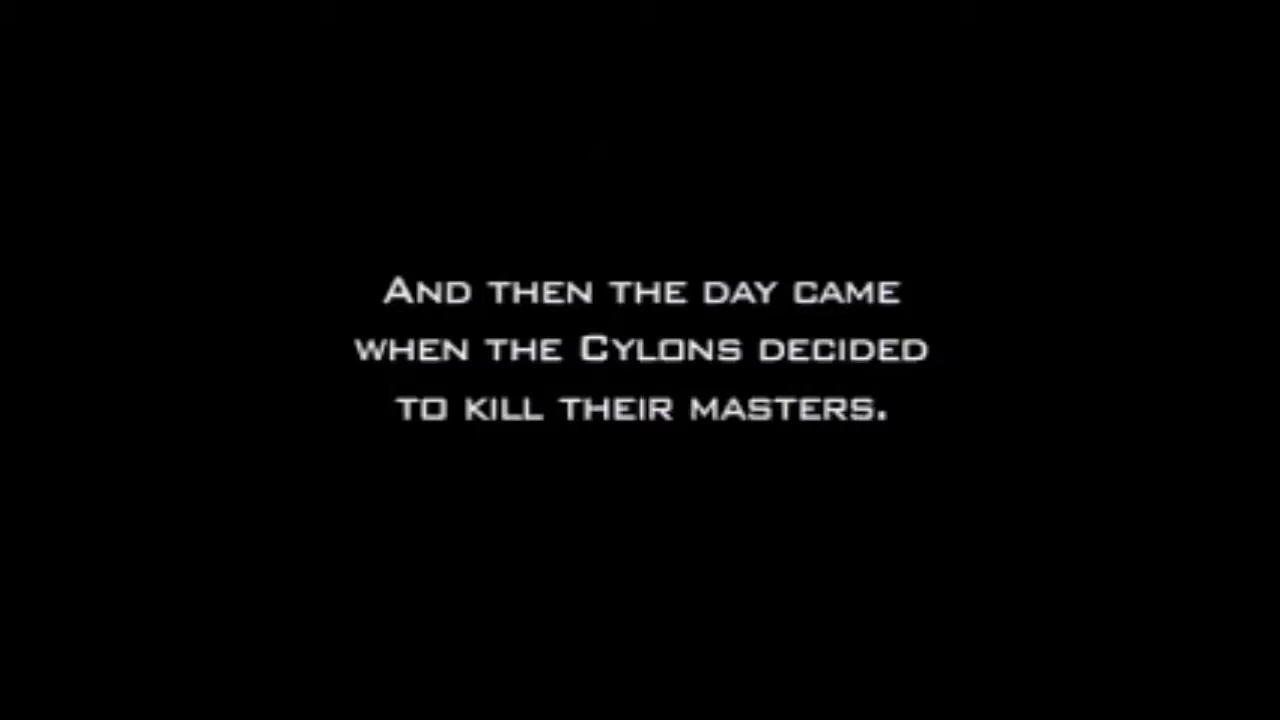 And then the day came
when the Cylons decided
to kill their masters.